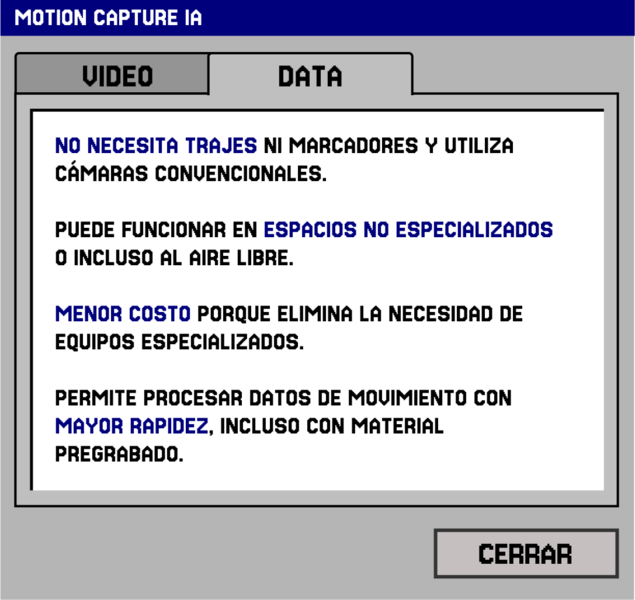 MOTION CAPTURE IA
VIDEO
DATA
NO NECESITA TRAJES NI MARCADORES Y UTILIZA
CÁMARAS CONVENCIONALES.
PUEDE FUNCIONAR EN ESPACIOS NO ESPECIALIZADOS
O INCLUSO AL AIRE LIBRE.
MENOR COSTO PORQUE ELIMINA LA NECESIDAD DE
EQUIPOS ESPECIALIZADOS.
PERMITE PROCESAR DATOS DE MOVIMIENTO CON
MAYOR RAPIDEZ, INCLUSO CON MATERIAL
PREGRABADO.
CERRAR